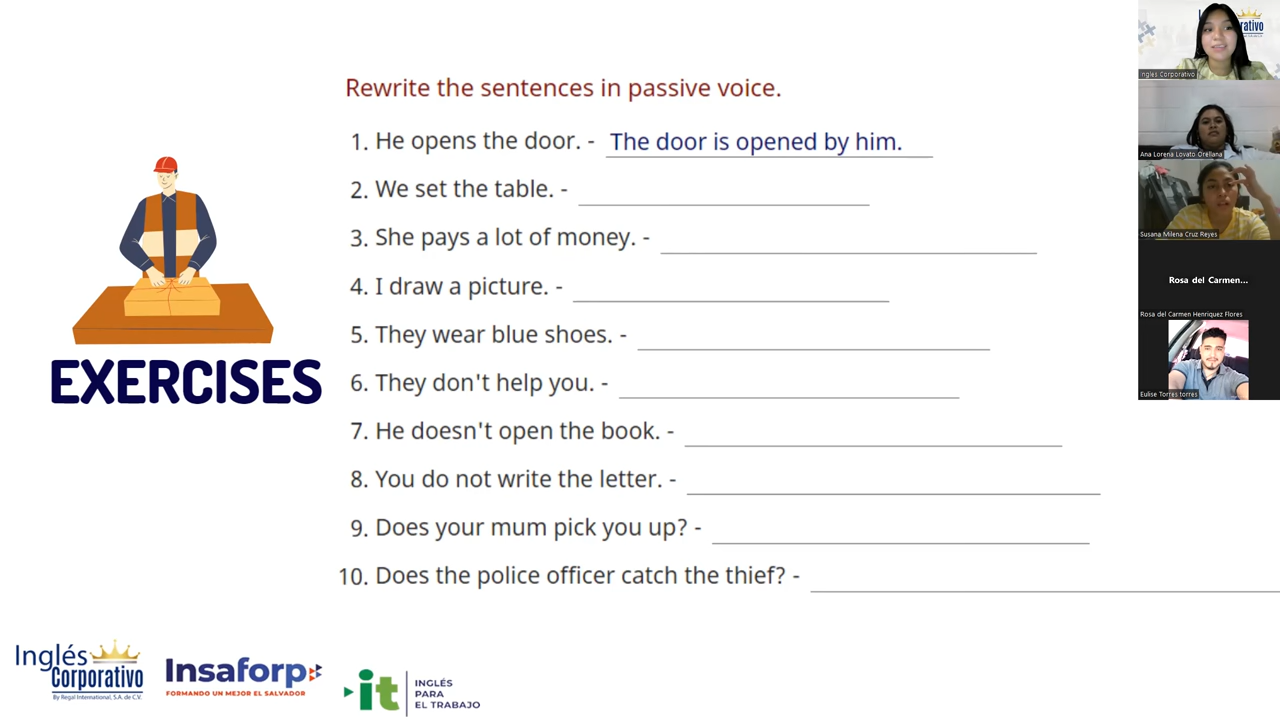 Rewrite the sentences in passive voice.
1. He opens the door. - The door is opened by him.
2. We set the table. -
3. She pays a lot of money. -
4. I draw a picture. -
5. They wear blue shoes. -
6. They don't help you. -
7. He doesn't open the book. -
8. You do not write the letter. -
9. Does your mum pick you up? -
10. Does the police officer catch the thief? -
EXERCISES
Inglés
Corporativo
By Regal International, S.A. de C.V.
Insaforp
FORMANDO UN MEJOR EL SALVADOR
it
INGLÉS
PARA
EL TRABAJO
Inglés Corporativo
Ana Lorena Lovato Orellana
Susana Milena Cruz Reyes
Rosa del Carmen...
Rosa del Carmen Henriquez Flores
Eulise Torres torres